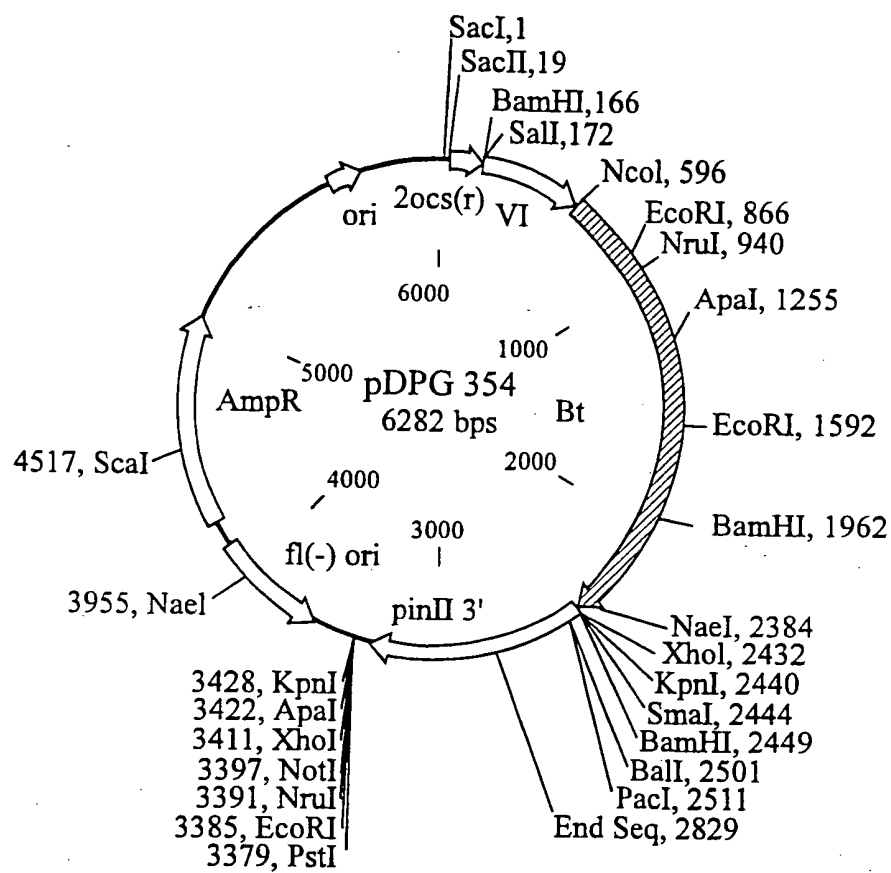 SacI,1
SacII,19
BamHI,166
SalI,172
Ncol, 596
EcoRI, 866
NruI, 940
ApaI, 1255
EcoRI, 1592
BamHI, 1962
NaeI, 2384
Xhol, 2432
KpnI, 2440
SmaI, 2444
BamHI, 2449
BalI, 2501
PacI, 2511
End Seq, 2829
3428, KpnI
3422, ApaI
3411, XhoI
3397, NotI
3391, NruI
3385, EcoRI
3379, PstI
3955, Nael
4517, ScaI
ori
2ocs(r)
VI
Bt
pinII 3'
fl(-) ori
AmpR
6000
1000
2000
3000
4000
5000
pDPG 354
6282 bps